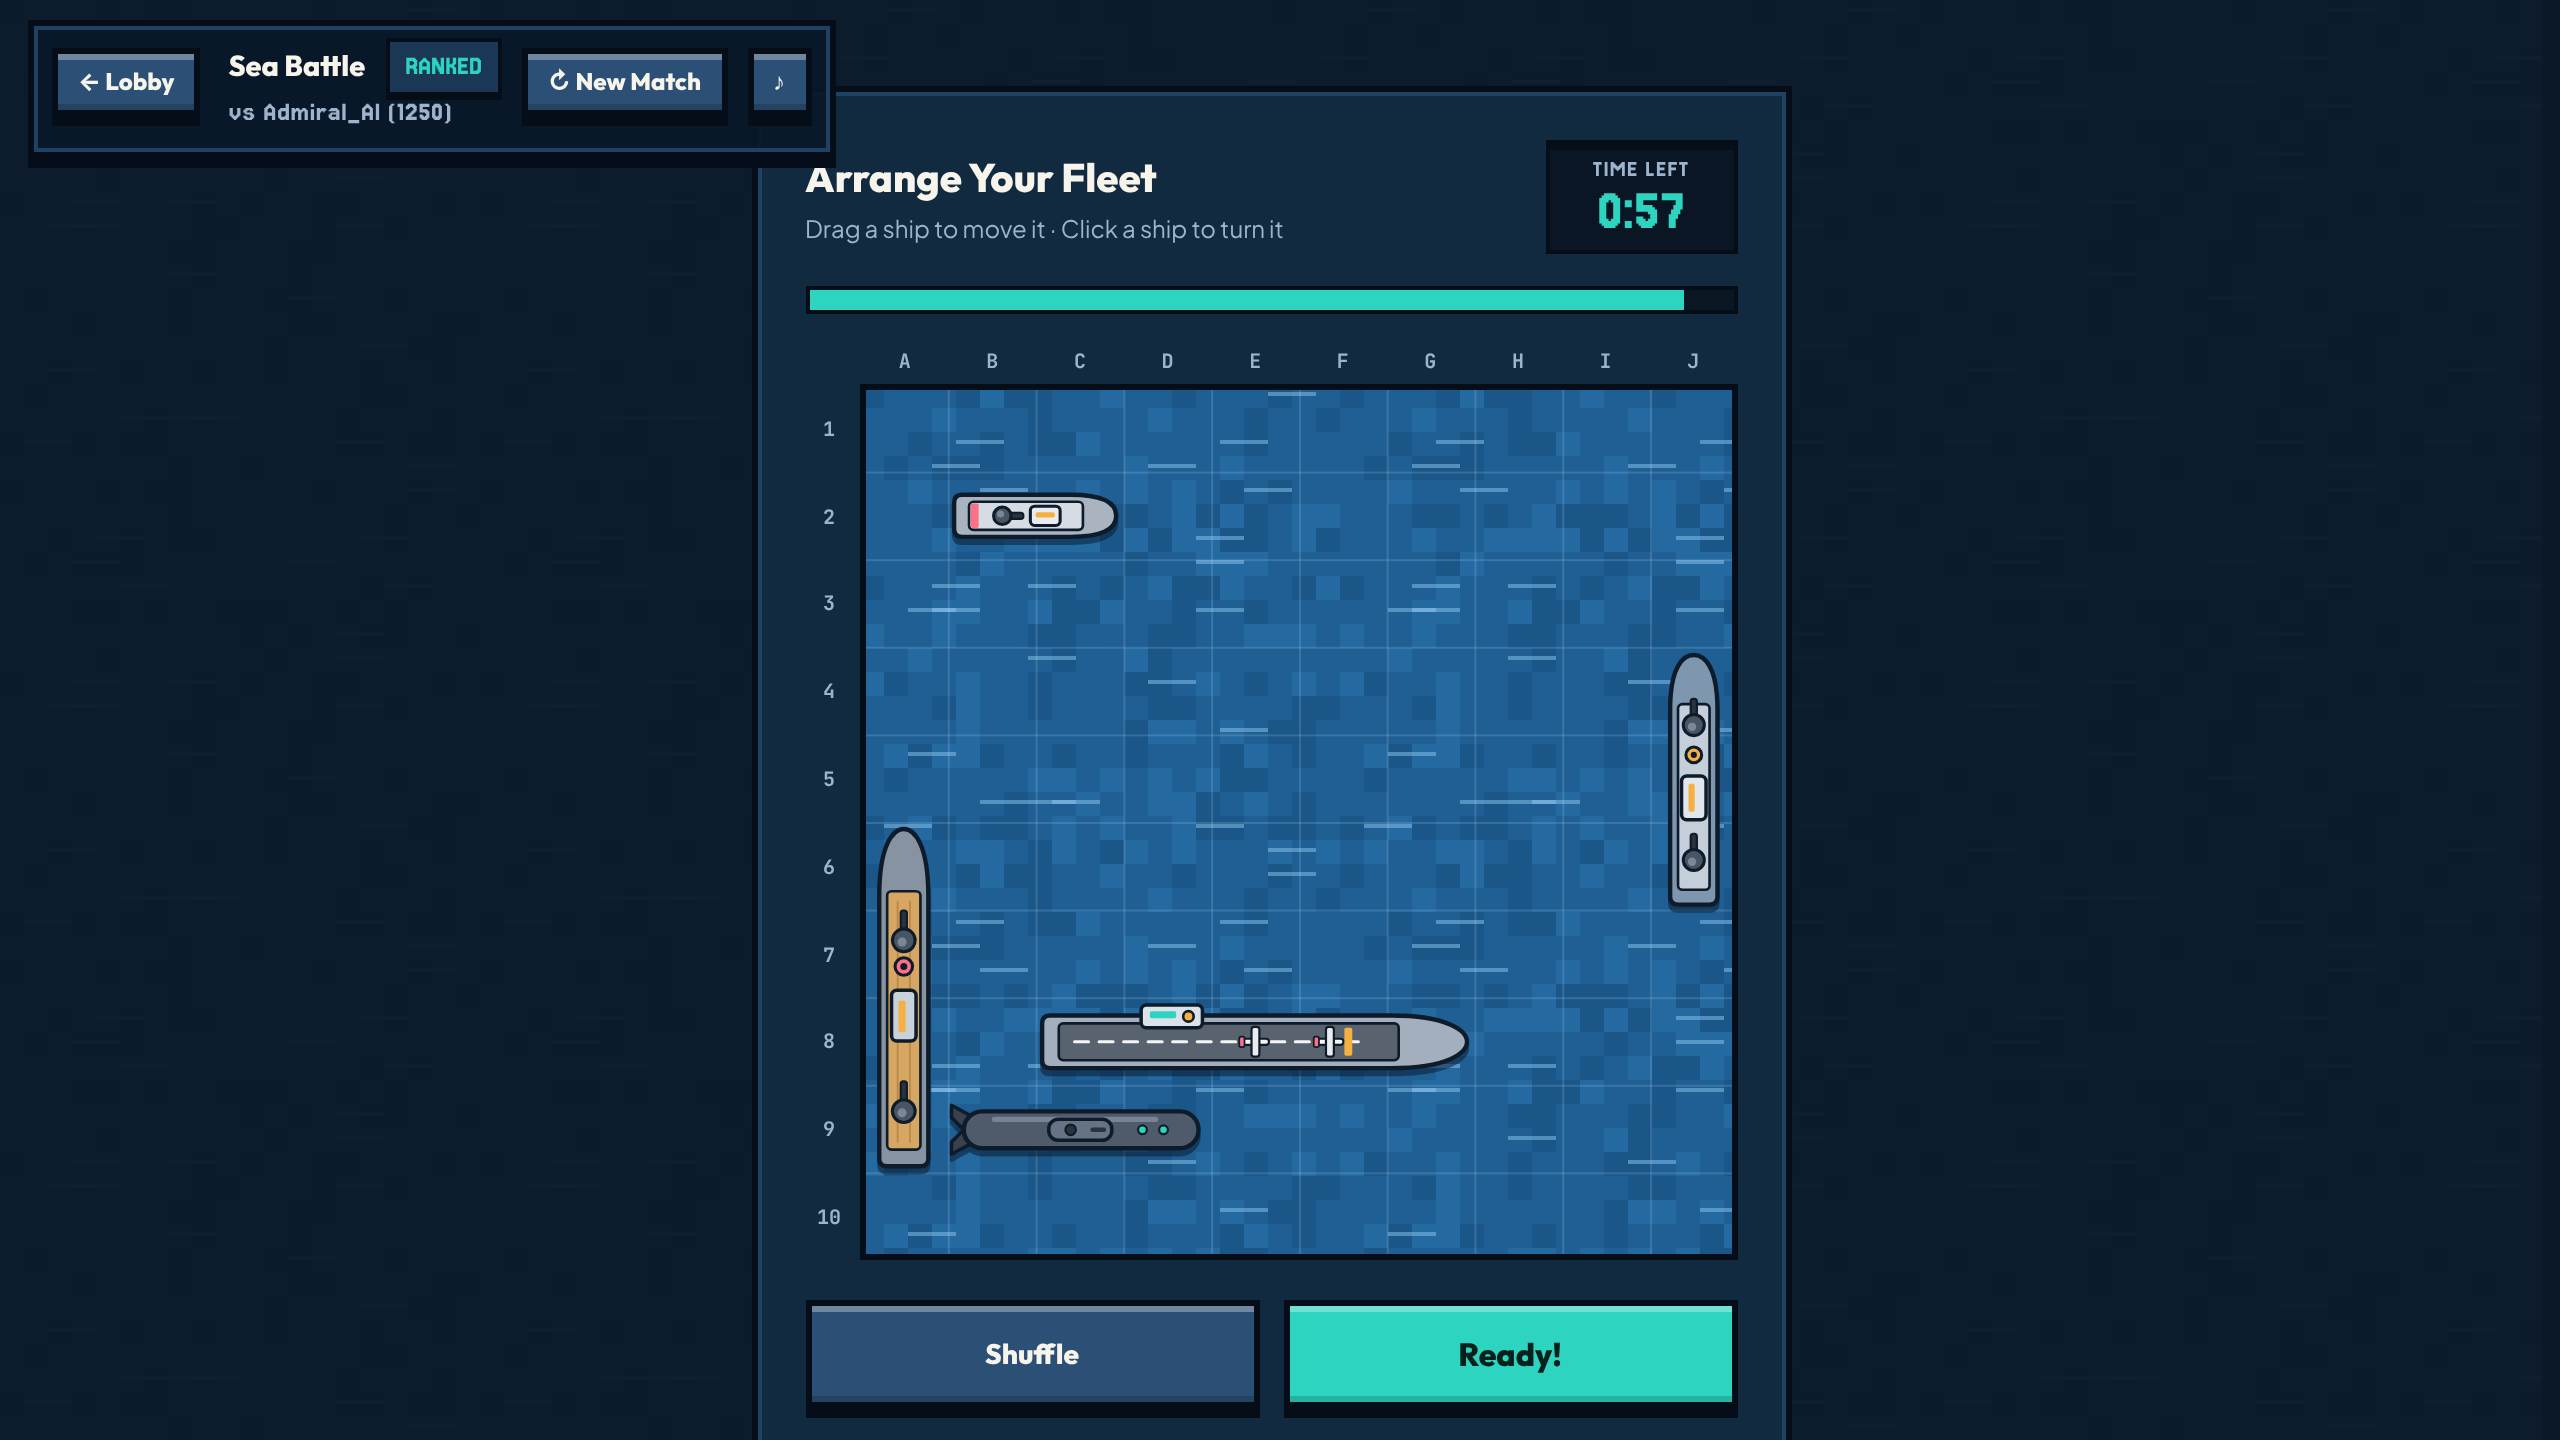 ← Lobby
Sea Battle
RANKED
vs Admiral_AI (1250)
↻ New Match
♪
Arrange Your Fleet
Drag a ship to move it · Click a ship to turn it
TIME LEFT
0:57
A B C D E F G H I J
1
2
3
4
5
6
7
8
9
10
Shuffle
Ready!